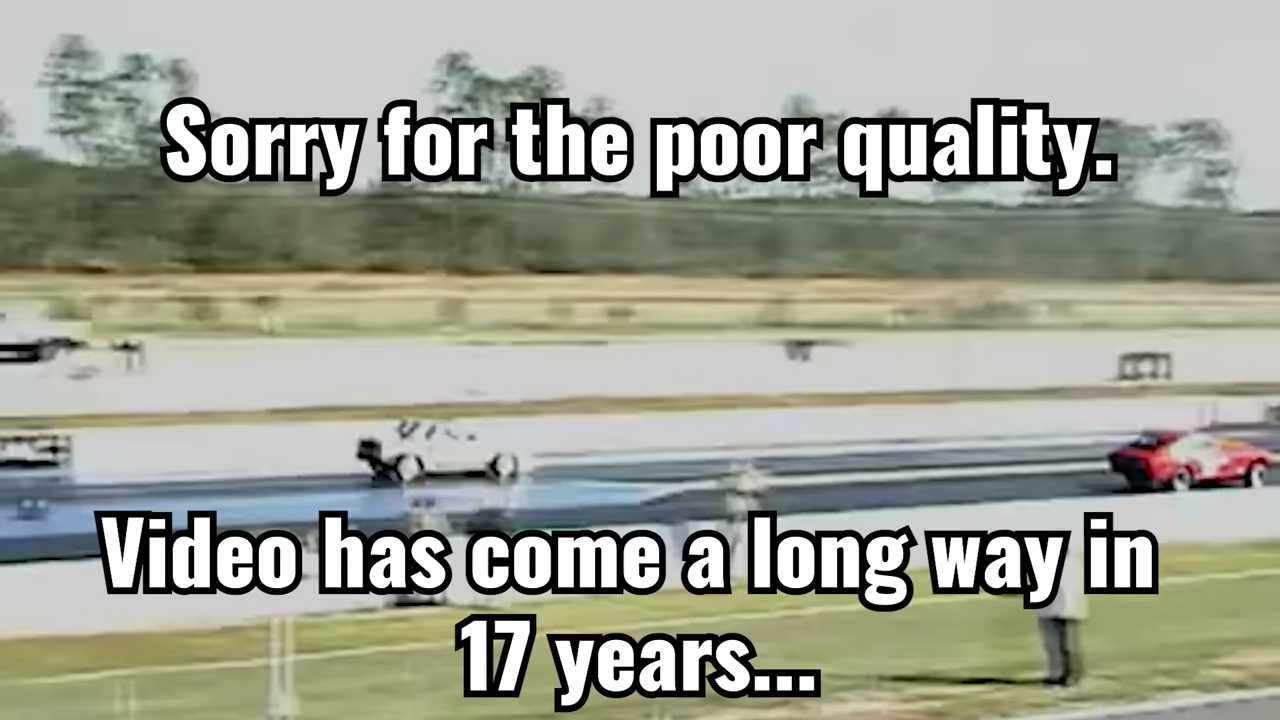 Sorry for the poor quality.
Video has come a long way in
17 years...